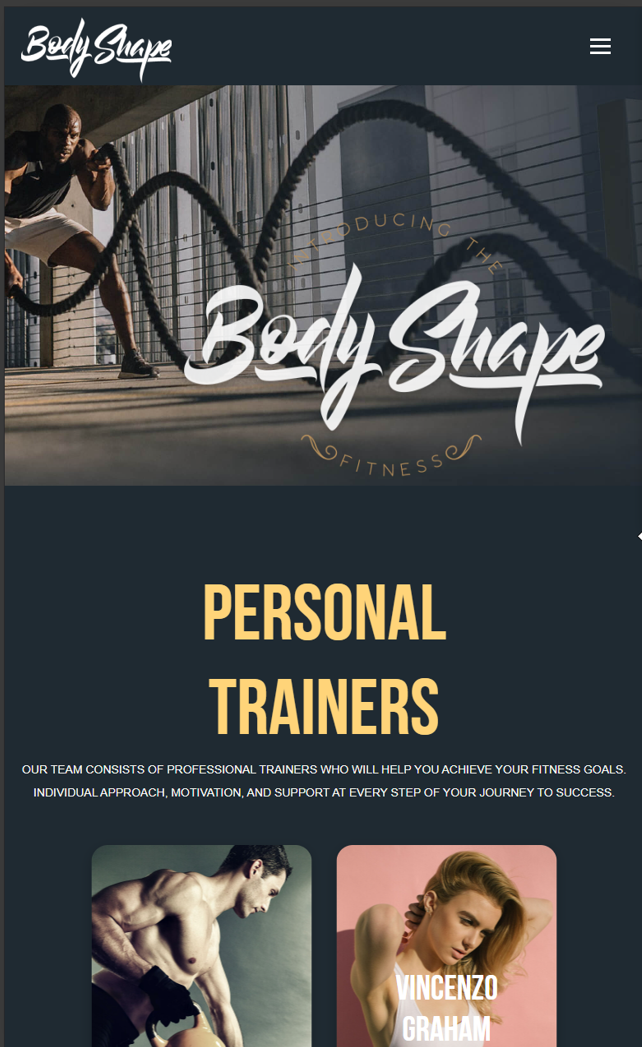 Body Shape
INTRODUCING THE
Body Shape
FITNESS
PERSONAL
TRAINERS
OUR TEAM CONSISTS OF PROFESSIONAL TRAINERS WHO WILL HELP YOU ACHIEVE YOUR FITNESS GOALS.
INDIVIDUAL APPROACH, MOTIVATION, AND SUPPORT AT EVERY STEP OF YOUR JOURNEY TO SUCCESS.
VINCENZO
GRAHAM